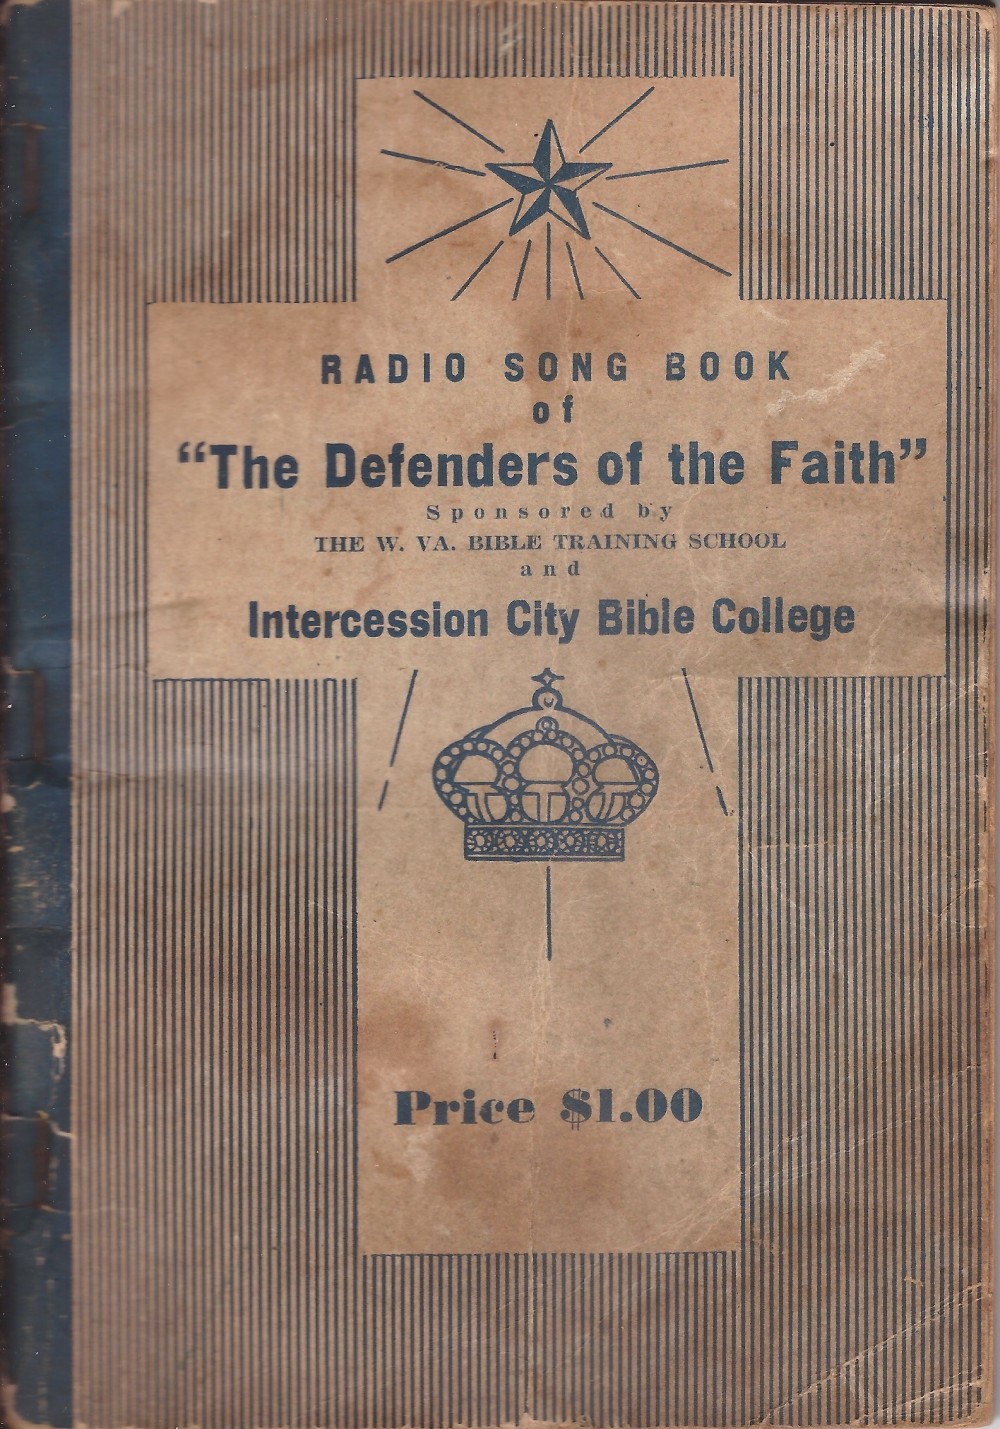 RADIO SONG BOOK
of
“The Defenders of the Faith”
Sponsored by
THE W. VA. BIBLE TRAINING SCHOOL
and
Intercession City Bible College
Price $1.00